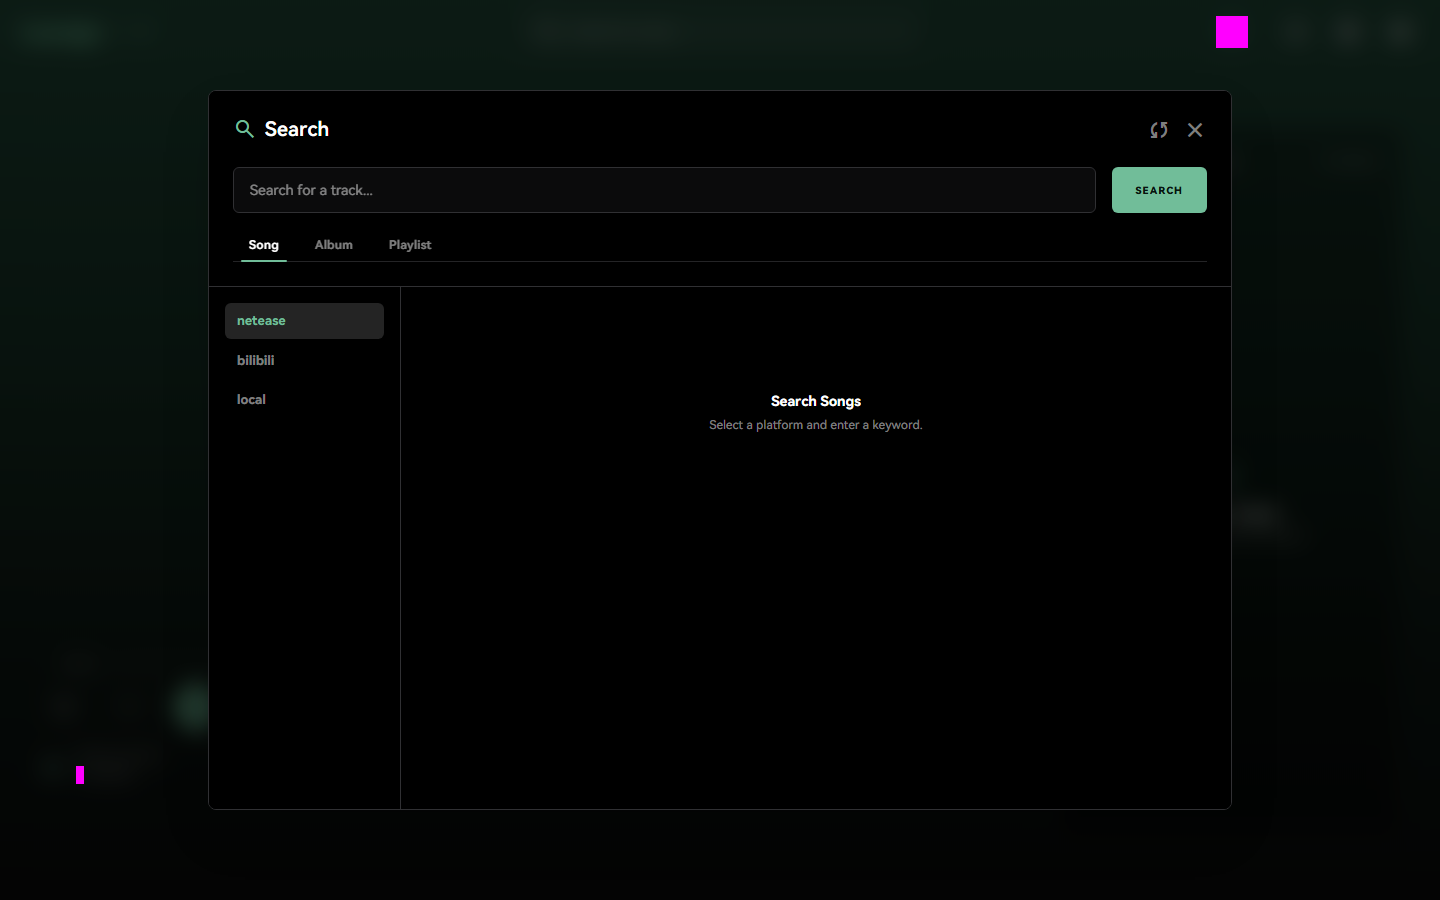 Search
Search for a track...
SEARCH
Song
Album
Playlist
netease
bilibili
local
Search Songs
Select a platform and enter a keyword.